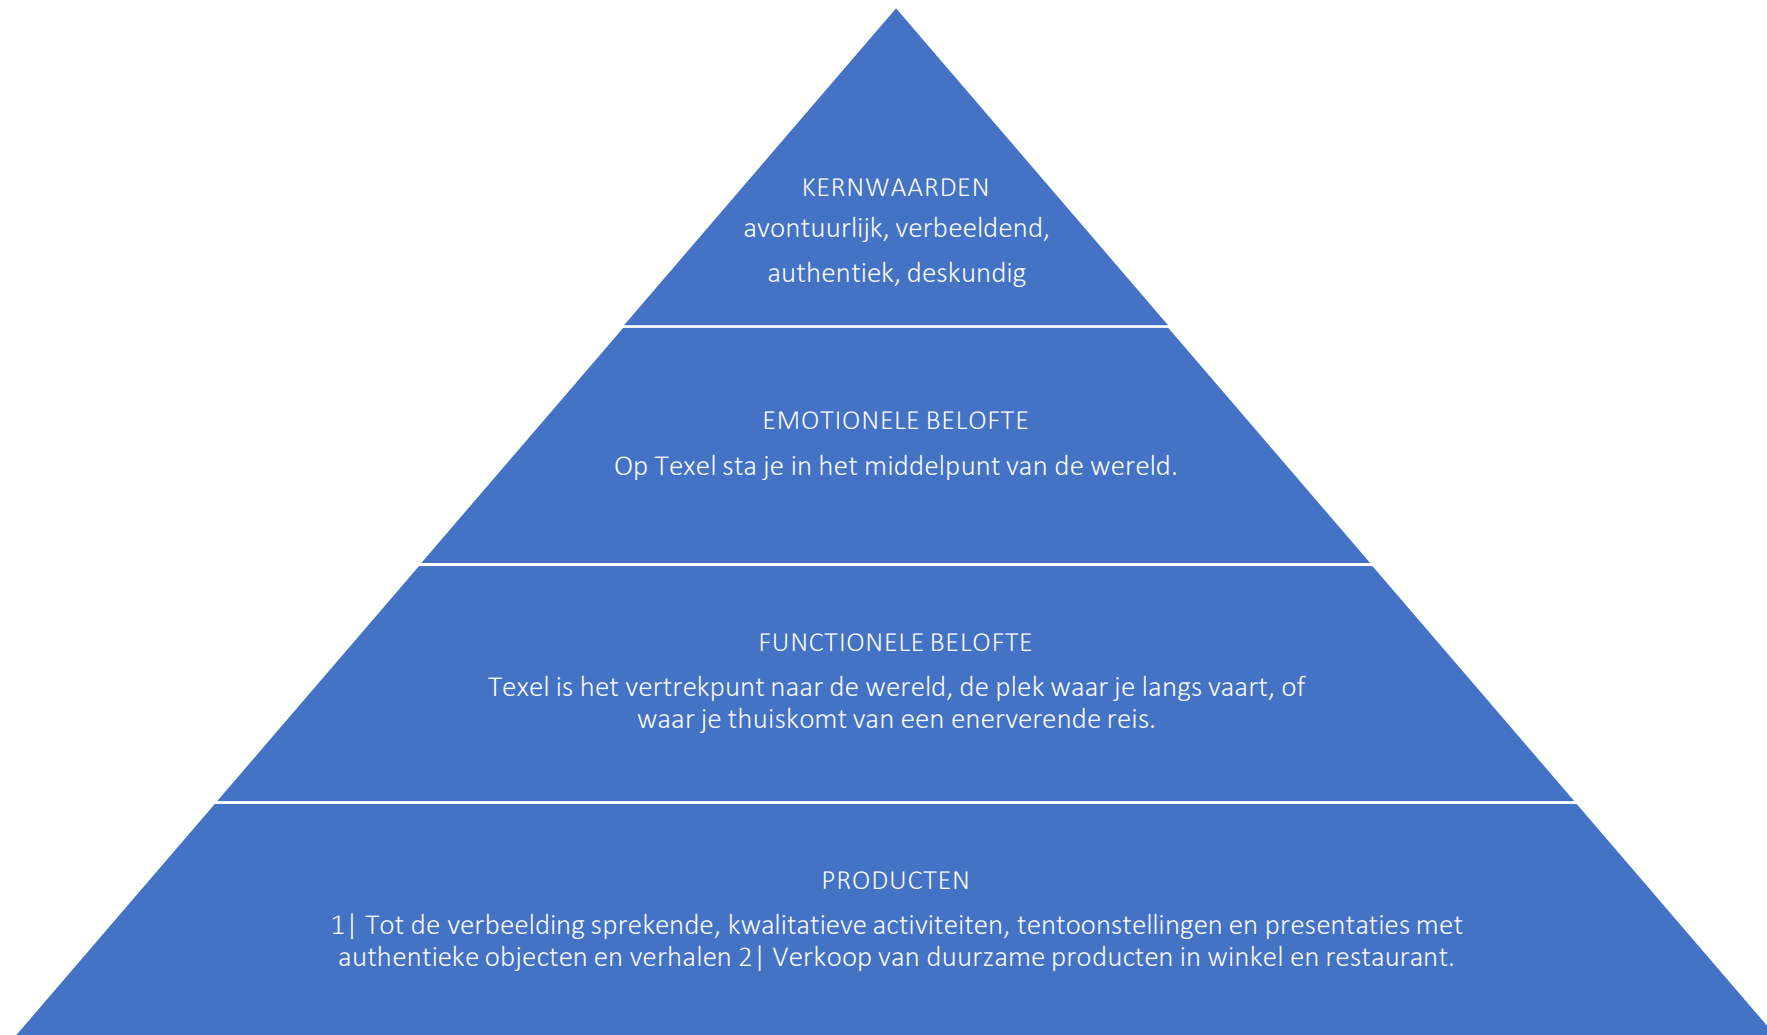 KERNWAARDEN
avontuurlijk, verbeeldend,
authentiek, deskundig
EMOTIONELE BELOFTE
Op Texel sta je in het middelpunt van de wereld.
FUNCTIONELE BELOFTE
Texel is het vertrekpunt naar de wereld, de plek waar je langs vaart, of
waar je thuiskomt van een enerverende reis.
PRODUCTEN
1| Tot de verbeelding sprekende, kwalitatieve activiteiten, tentoonstellingen en presentaties met
authentieke objecten en verhalen 2| Verkoop van duurzame producten in winkel en restaurant.